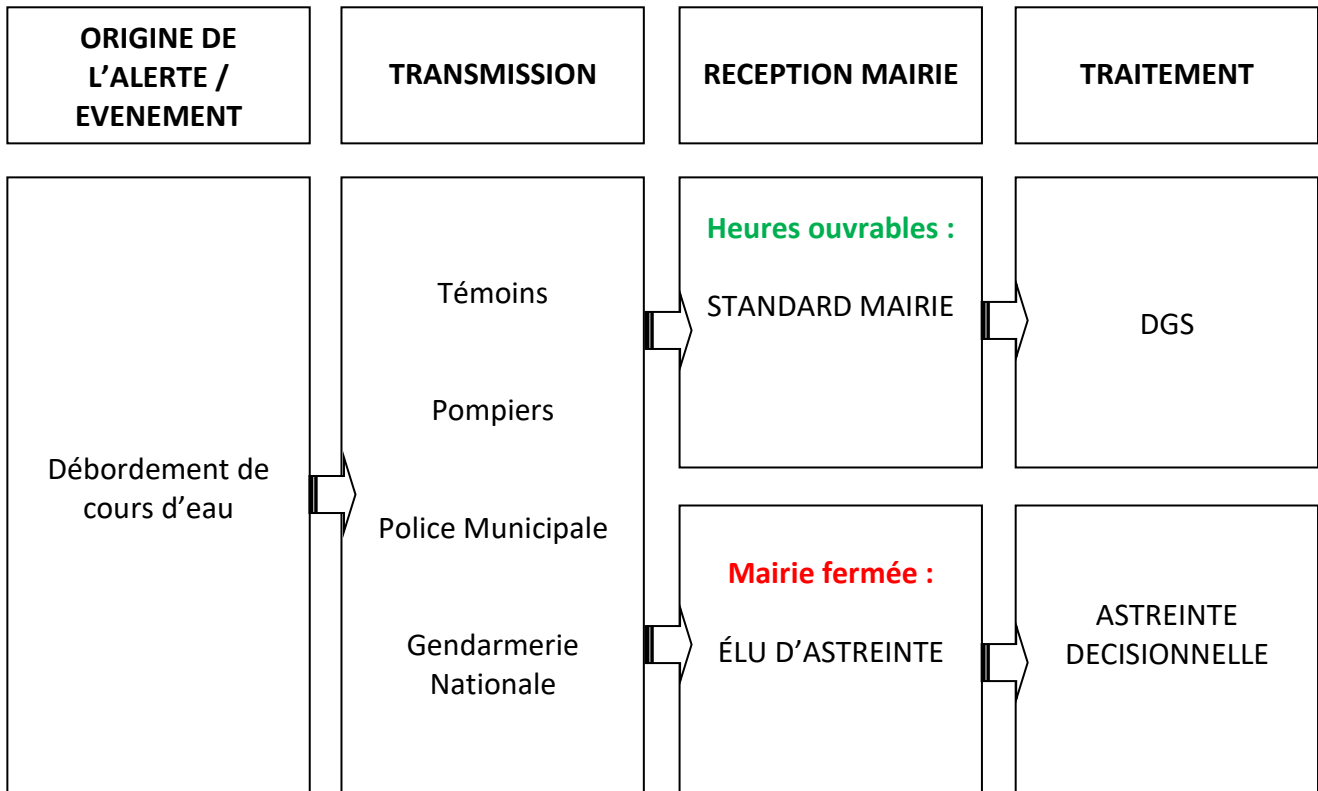 ORIGINE DE
L’ALERTE /
EVENEMENT
TRANSMISSION
RECEPTION MAIRIE
TRAITEMENT
Débordement de
cours d’eau
Témoins
Pompiers
Police Municipale
Gendarmerie
Nationale
Heures ouvrables :
STANDARD MAIRIE
DGS
Mairie fermée :
ÉLU D’ASTREINTE
ASTREINTE
DECISIONNELLE